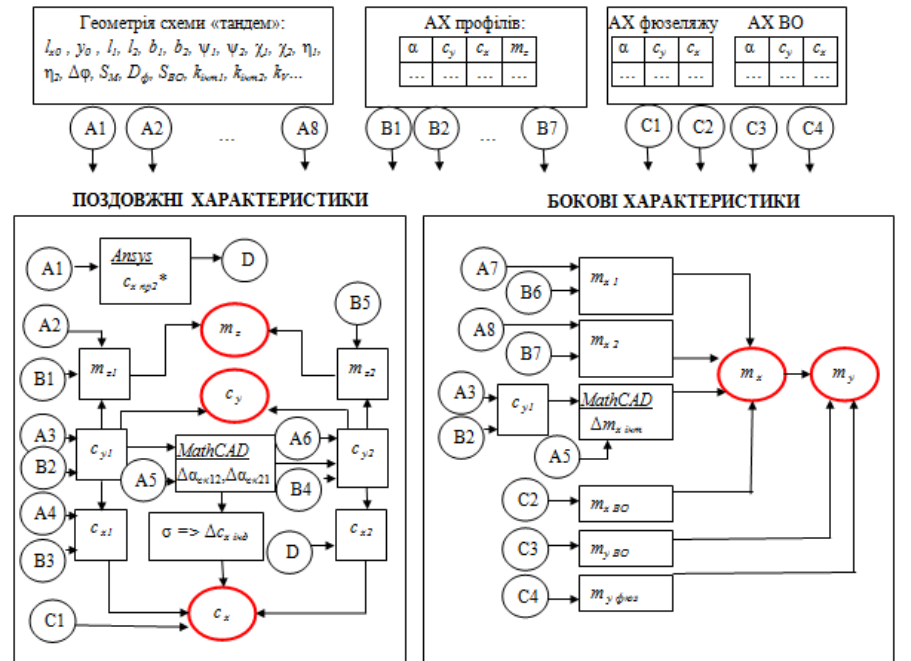 Геометрія схеми «тандем»:
l_x0 , y_0 , l_1, l_2, b_1, b_2, ψ_1, ψ_2, χ_1, χ_2, η_1,
η_2, Δφ, S_M, D_ф, S_ВО, k_інт1, k_інт2, k_V...
АХ профілів:
α c_y c_x m_z
... ... ... ...
АХ фюзеляжу АХ ВО
α c_y c_x α c_y c_x
... ... ... ... ... ...
A1 A2 ... A8 B1 B2 ... B7 C1 C2 C3 C4
ПОЗДОВЖНІ ХАРАКТЕРИСТИКИ
A1
Ansys
c_x пр2*
D
A2
B5
m_z
B1
m_z1
m_z2
c_y
A3
c_y1
A6
c_y2
B2
A5
MathCAD
Δα_ск12,Δα_ск21
B4
A4
c_x1
σ => Δc_x інд
D
c_x2
B3
c_x
C1
БОКОВІ ХАРАКТЕРИСТИКИ
A7
B6
m_x 1
A8
B7
m_x 2
m_x
m_y
A3
B2
c_y1
MathCAD
Δm_x інт
A5
C2
m_x ВО
C3
m_y ВО
C4
m_y фюз